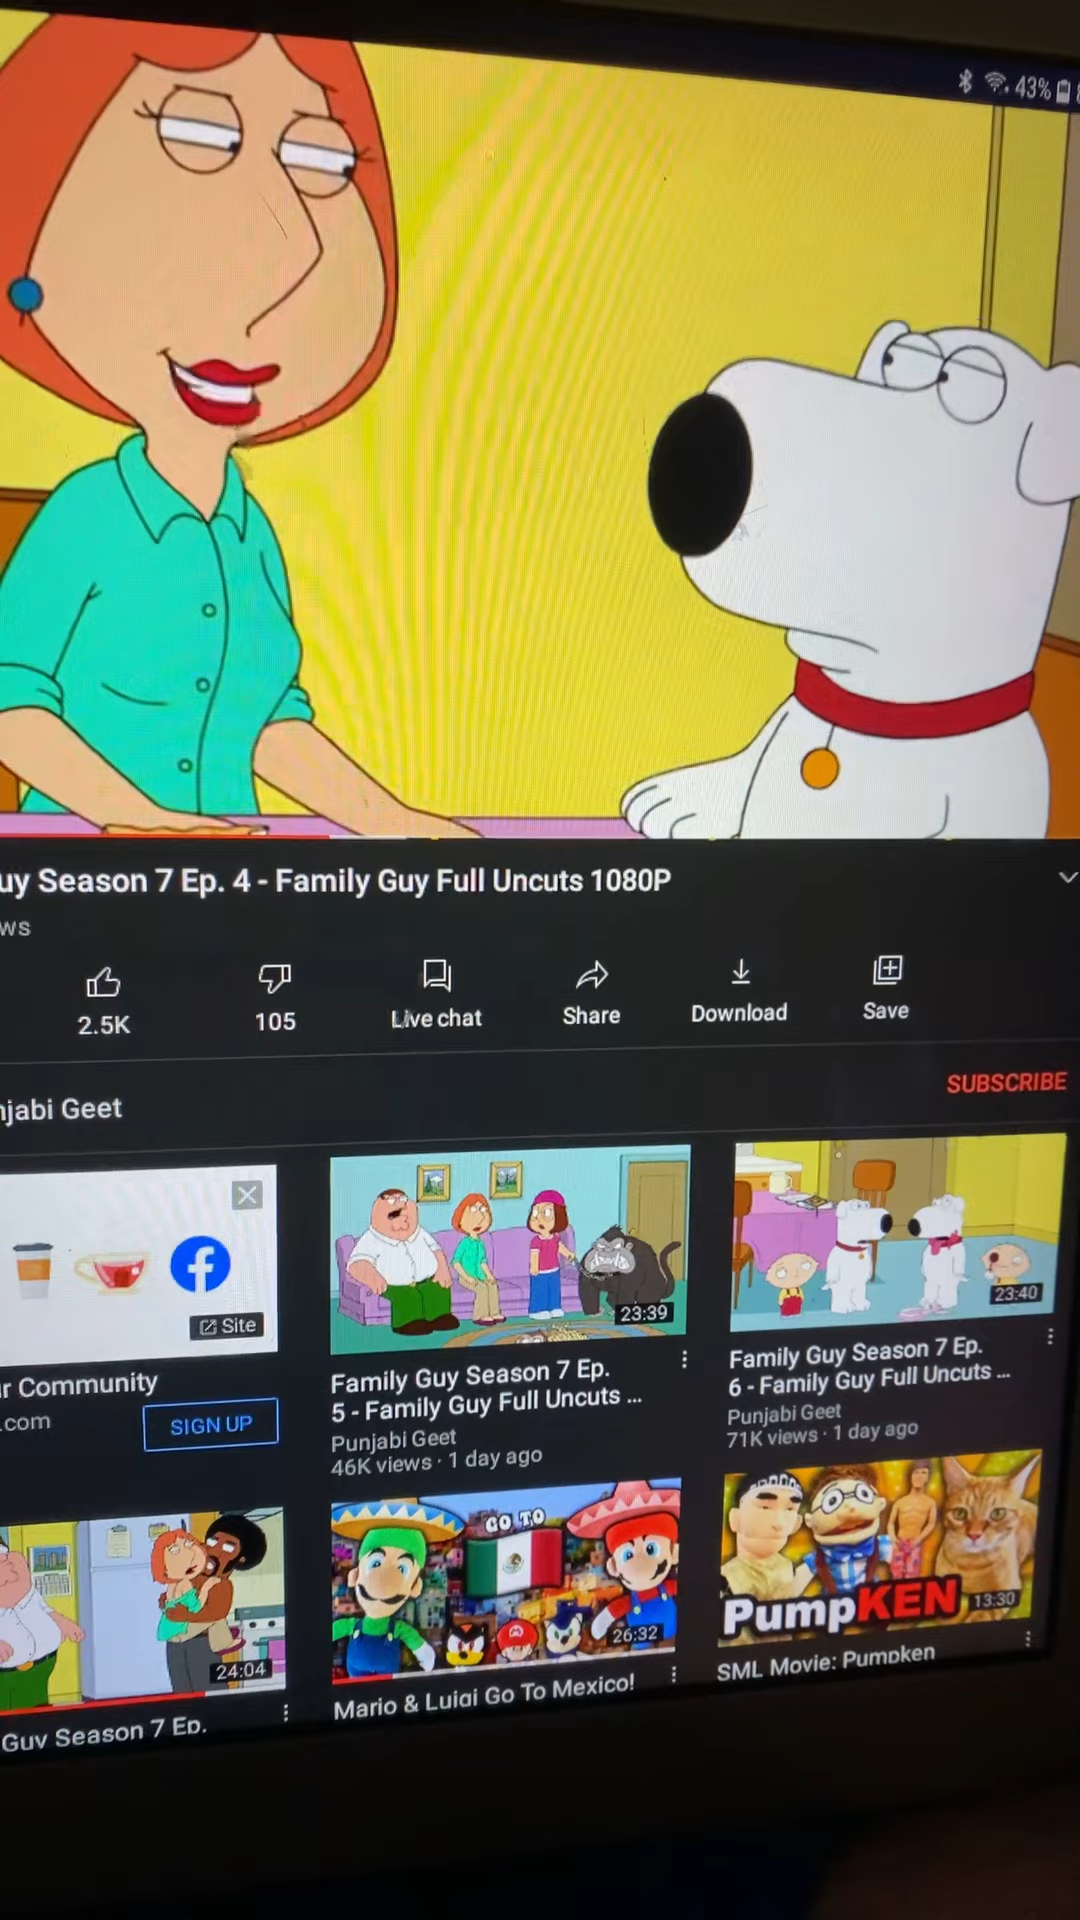 43%
uy Season 7 Ep. 4 - Family Guy Full Uncuts 1080P
ws
2.5K
105
Live chat
Share
Download
Save
njabi Geet
SUBSCRIBE
Site
r Community
.com
SIGN UP
23:39
Family Guy Season 7 Ep.
5 - Family Guy Full Uncuts ...
Punjabi Geet
46K views · 1 day ago
23:40
Family Guy Season 7 Ep.
6 - Family Guy Full Uncuts ...
Punjabi Geet
71K views · 1 day ago
24:04
Guy Season 7 Ep.
GO TO
26:32
Mario & Luigi Go To Mexico!
PumpKEN
13:30
SML Movie: Pumpken